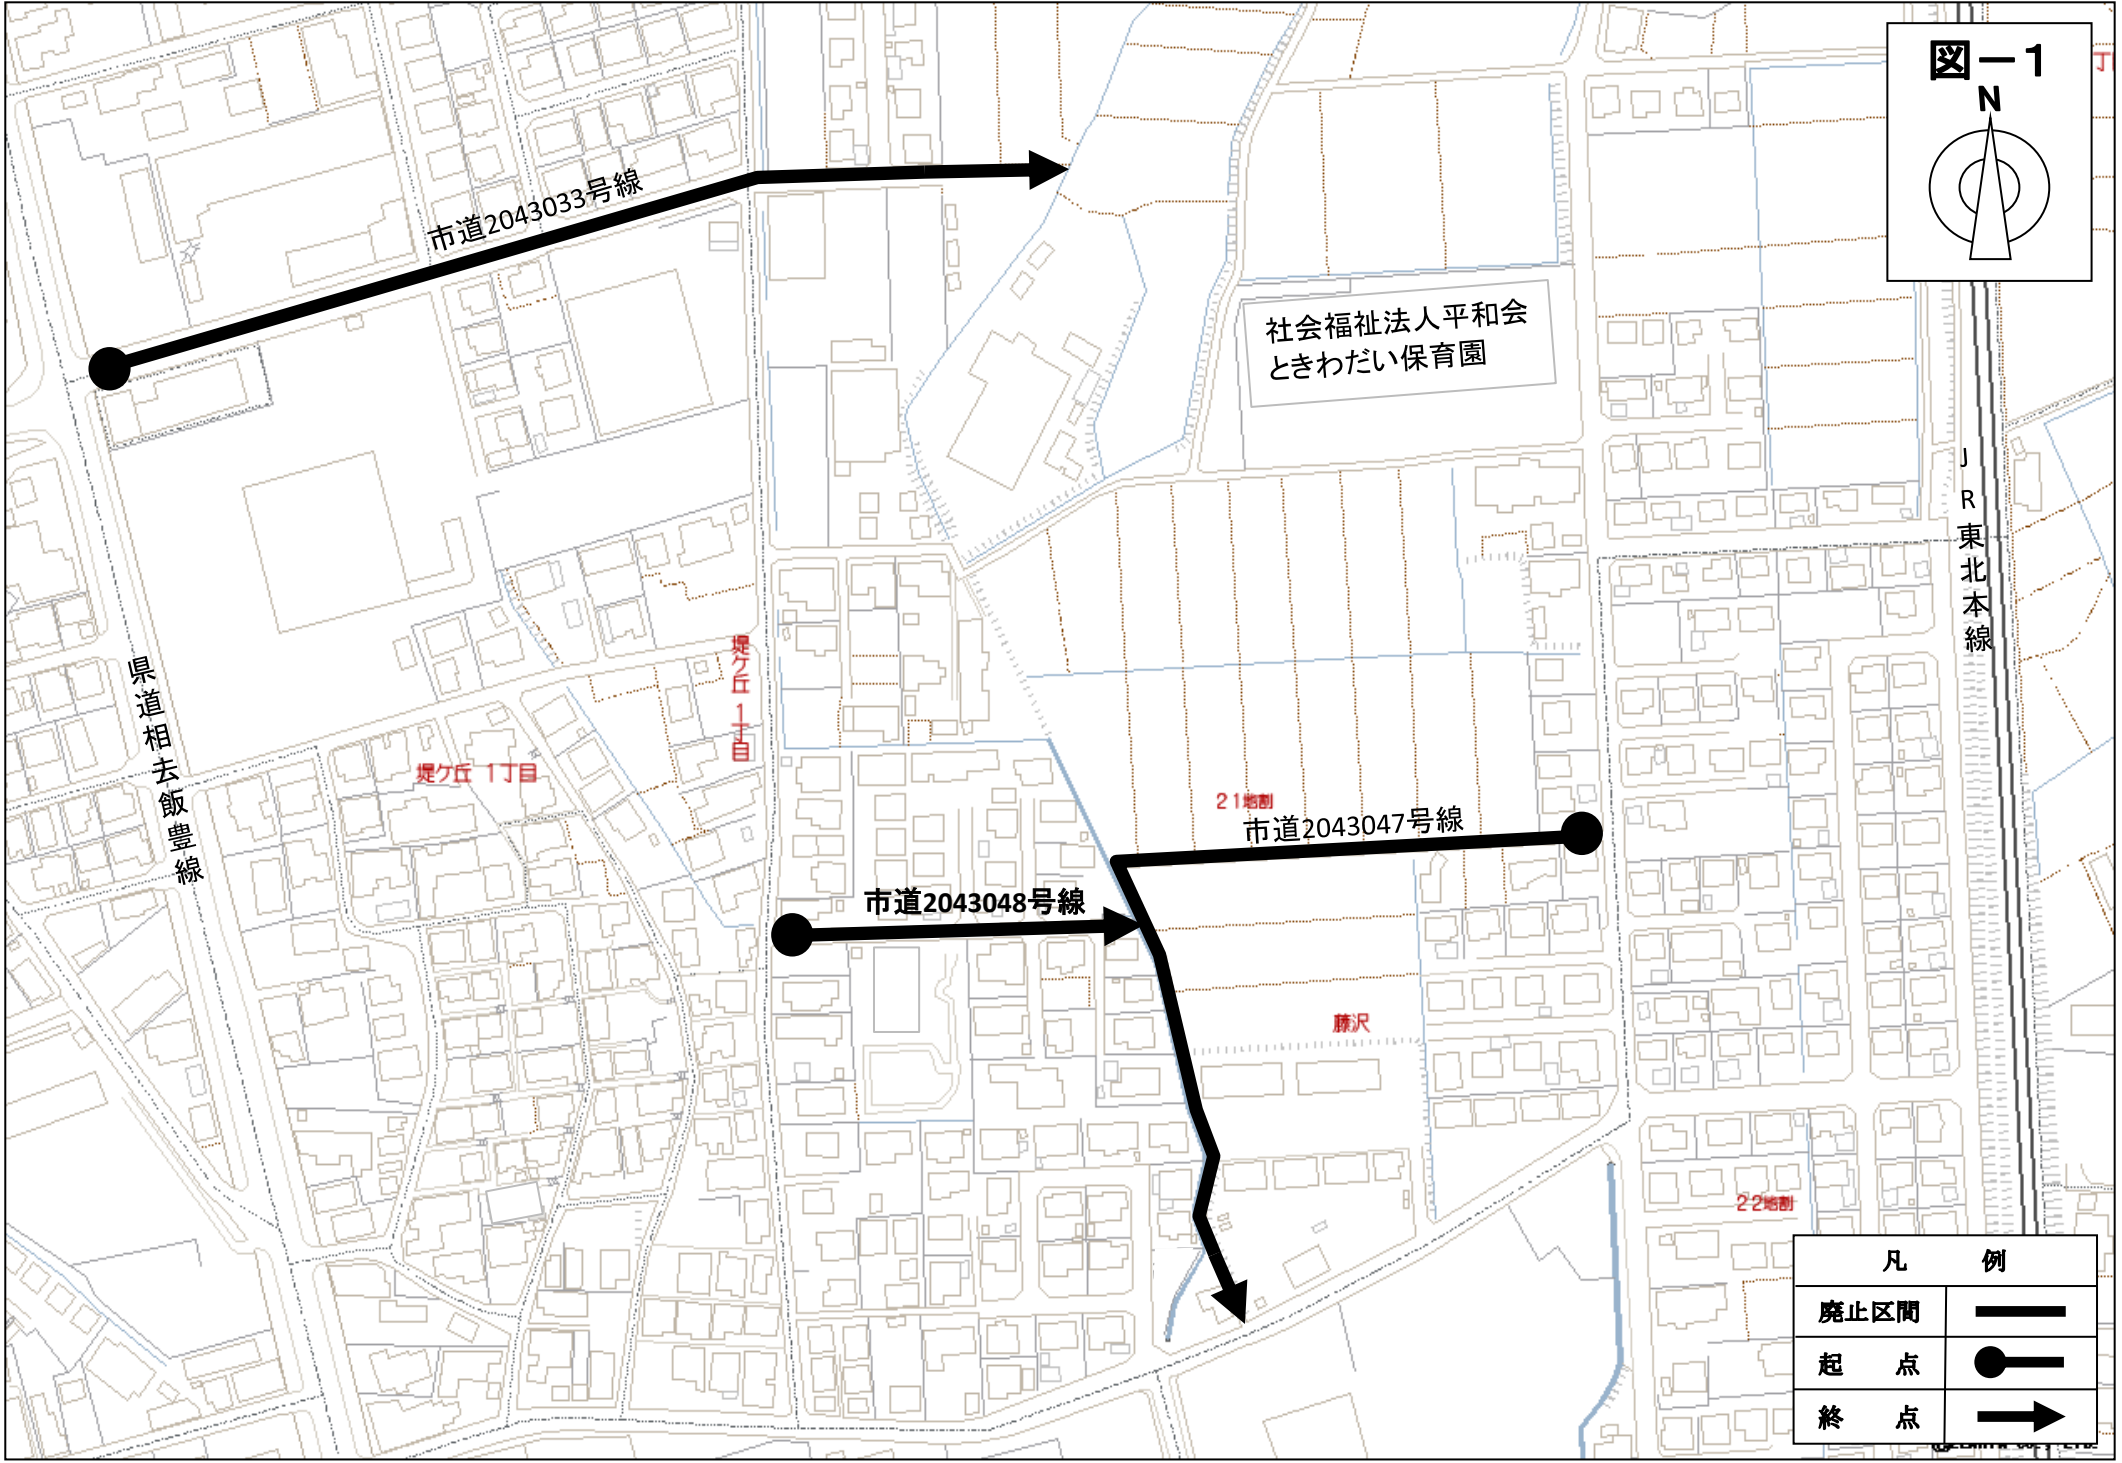 図－1
N
市道2043033号線
社会福祉法人平和会
ときわだい保育園
JR東北本線
県道相去飯豊線
堤ケ丘 1丁目
堤ケ丘 1丁目
21地割
市道2043047号線
市道2043048号線
藤沢
22地割
凡 例
廃止区間
起 点
終 点